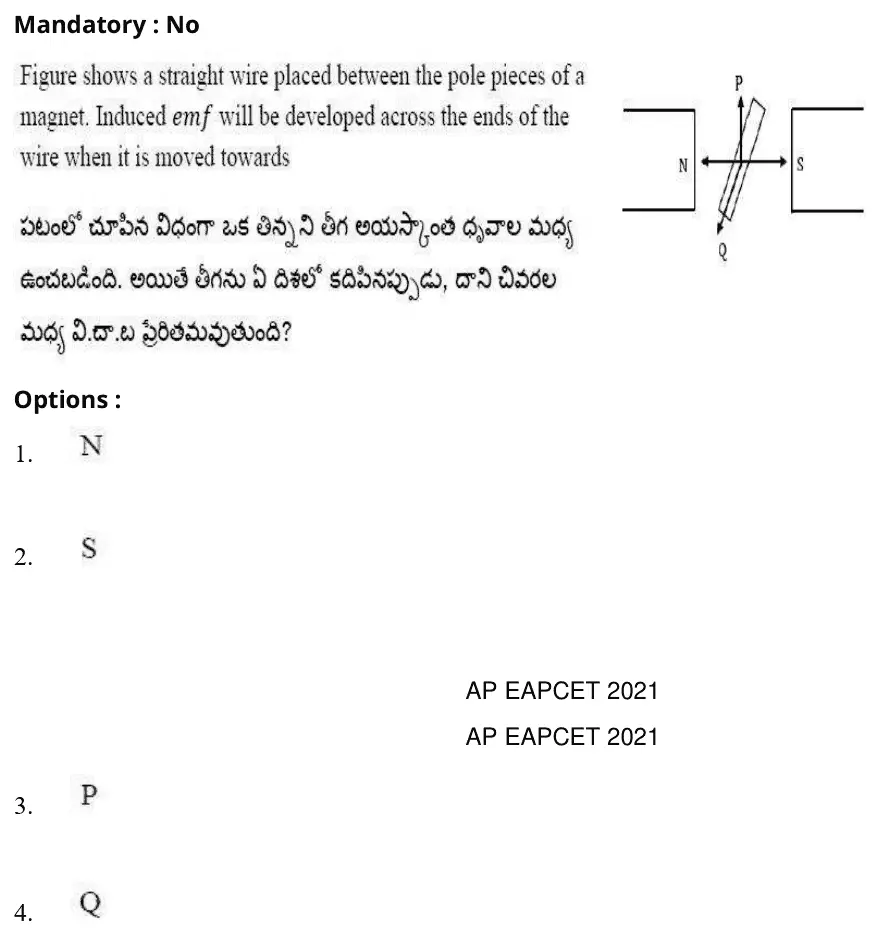 Mandatory : No
Figure shows a straight wire placed between the pole pieces of a
magnet. Induced emf will be developed across the ends of the
wire when it is moved towards
P
N
S
Q
పటంలో చూపిన విధంగా ఒక తిన్నని తీగ అయస్కాంత ధృవాల మధ్య
ఉంచబడింది. అయితే తీగను ఏ దిశలో కదిపినప్పుడు, దాని చివరల
మధ్య వి.చా.బ ప్రేరితమవుతుంది?
Options :
1. N
2. S
AP EAPCET 2021
AP EAPCET 2021
3. P
4. Q